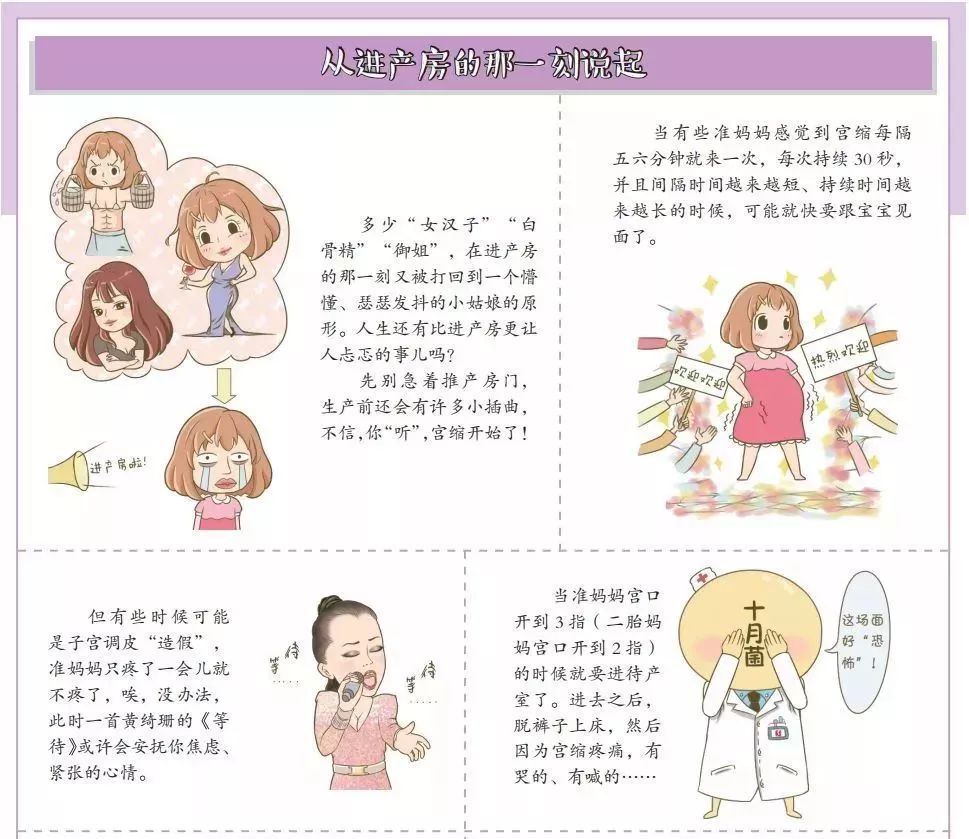 从进产房的那一刻说起
多少“女汉子”“白
骨精”“御姐”，在进产房
的那一刻又被打回到一个懵
懂、瑟瑟发抖的小姑娘的原
形。人生还有比进产房更让
人忐忑的事儿吗？
先别急着推产房门，
生产前还会有许多小插曲，
不信，你“听”，宫缩开始了！
进产房啦！
当有些准妈妈感觉到宫缩每隔
五六分钟就来一次，每次持续 30 秒，
并且间隔时间越来越短、持续时间越
来越长的时候，可能就快要跟宝宝见
面了。
欢迎欢迎
热烈欢迎
但有些时候可能
是子宫调皮“造假”，
准妈妈只疼了一会儿就
不疼了，唉，没办法，
此时一首黄绮珊的《等
待》或许会安抚你焦虑、
紧张的心情。
等待
……
等待
……
当准妈妈宫口
开到 3 指（二胎妈
妈宫口开到 2 指）
的时候就要进待产
室了。进去之后，
脱裤子上床，然后
因为宫缩疼痛，有
哭的、有喊的……
十月菌
这场面
好“恐
怖”！